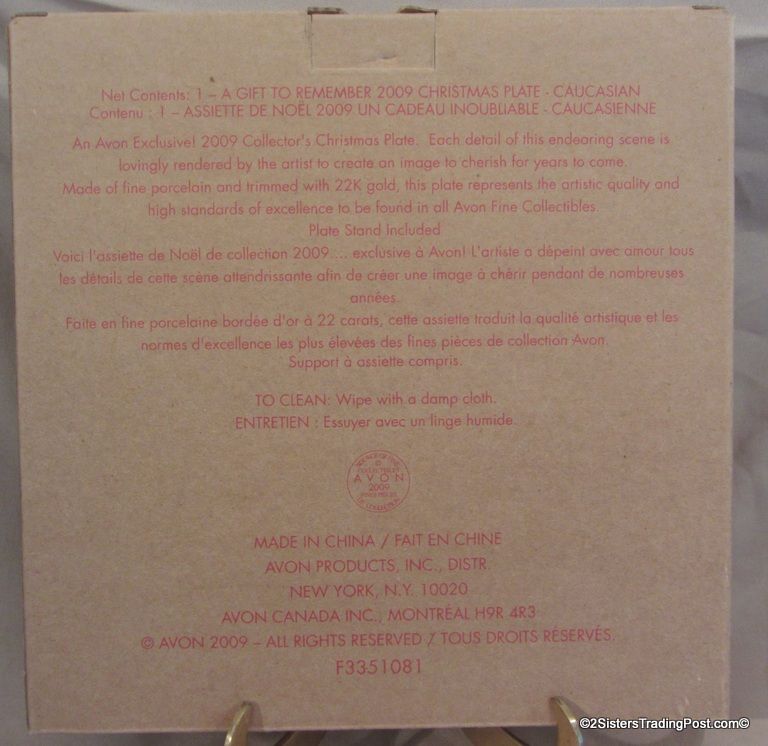 Net Contents: 1 – A GIFT TO REMEMBER 2009 CHRISTMAS PLATE - CAUCASIAN
Contenu : 1 – ASSIETTE DE NOËL 2009 UN CADEAU INOUBLIABLE - CAUCASIENNE
An Avon Exclusive! 2009 Collector's Christmas Plate. Each detail of this endearing scene is
lovingly rendered by the artist to create an image to cherish for years to come.
Made of fine porcelain and trimmed with 22K gold, this plate represents the artistic quality and
high standards of excellence to be found in all Avon Fine Collectibles.
Plate Stand Included
Voici l'assiette de Noël de collection 2009.... exclusive à Avon! L'artiste a dépeint avec amour tous
les détails de cette scène attendrissante afin de créer une image à chérir pendant de nombreuses
années.
Faite en fine porcelaine bordée d'or à 22 carats, cette assiette traduit la qualité artistique et les
normes d'excellence les plus élevées des fines pièces de collection Avon.
Support à assiette compris.
TO CLEAN: Wipe with a damp cloth.
ENTRETIEN : Essuyer avec un linge humide.
AVON
2009
DE COLLECTION
MADE IN CHINA / FAIT EN CHINE
AVON PRODUCTS, INC., DISTR.
NEW YORK, N.Y. 10020
AVON CANADA INC., MONTRÉAL H9R 4R3
© AVON 2009 – ALL RIGHTS RESERVED / TOUS DROITS RÉSERVÉS.
F3351081
©2SistersTradingPost.com©